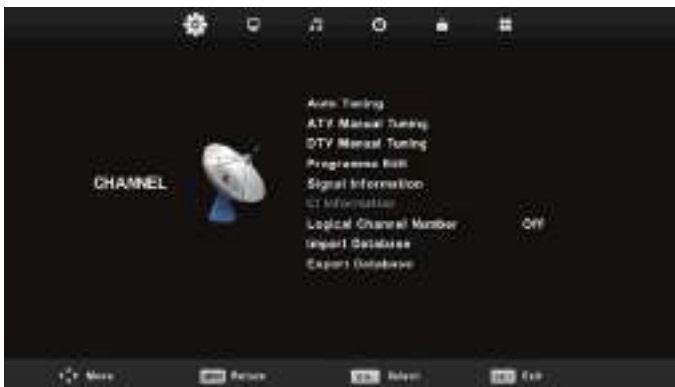 Auto Tuning
ATV Manual Tuning
DTV Manual Tuning
Programme Edit
CHANNEL
Signal Information
CI Information
Logical Channel Number Off
Import Database
Export Database
Move Return Select Exit